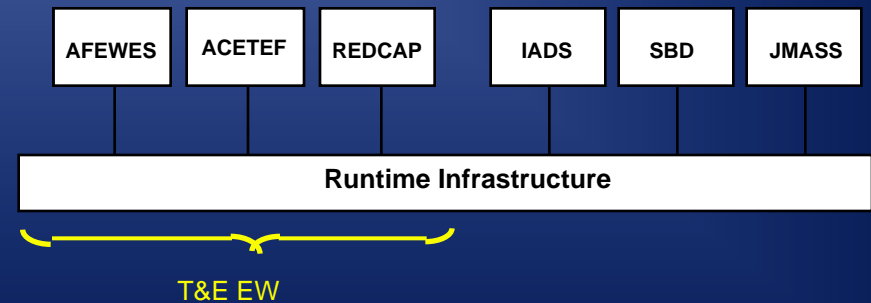 AFEWES ACETEF REDCAP IADS SBD JMASS
Runtime Infrastructure
T&E EW